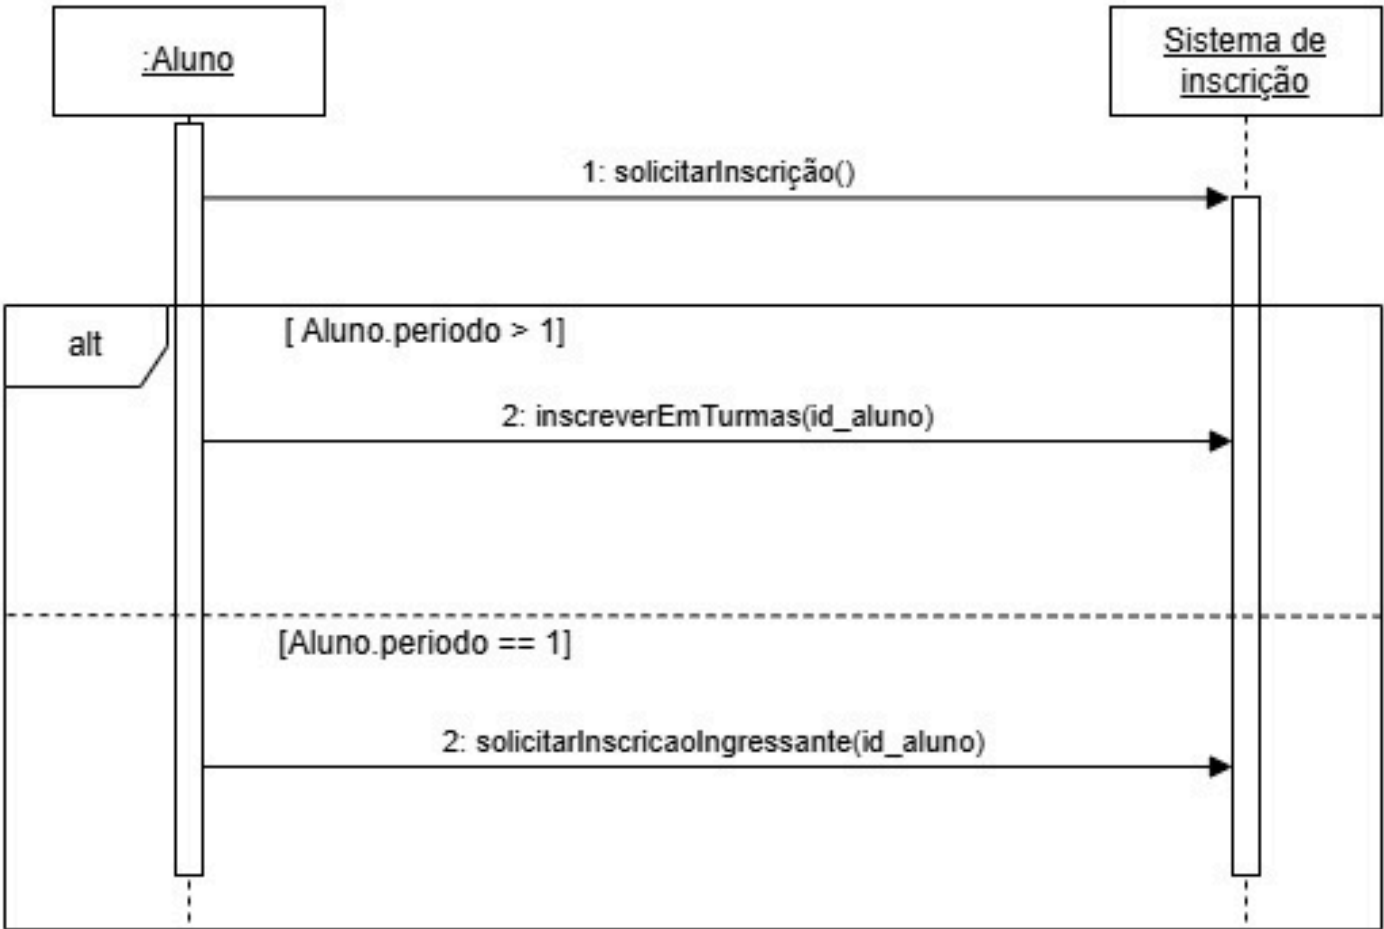 :Aluno
Sistema de
inscrição
1: solicitarInscrição()
alt
[ Aluno.periodo > 1]
2: inscreverEmTurmas(id_aluno)
[Aluno.periodo == 1]
2: solicitarInscricaoIngressante(id_aluno)